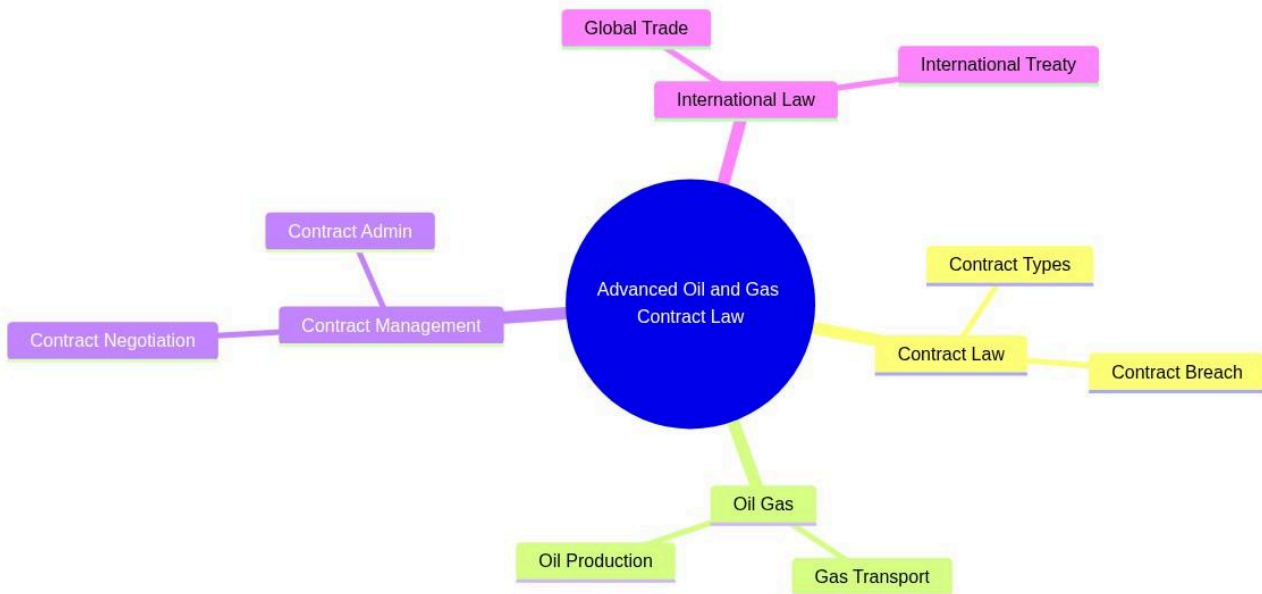 Global Trade
International Treaty
International Law
Contract Admin
Contract Types
Advanced Oil and Gas
Contract Law
Contract Management
Contract Negotiation
Contract Law
Contract Breach
Oil Gas
Oil Production
Gas Transport